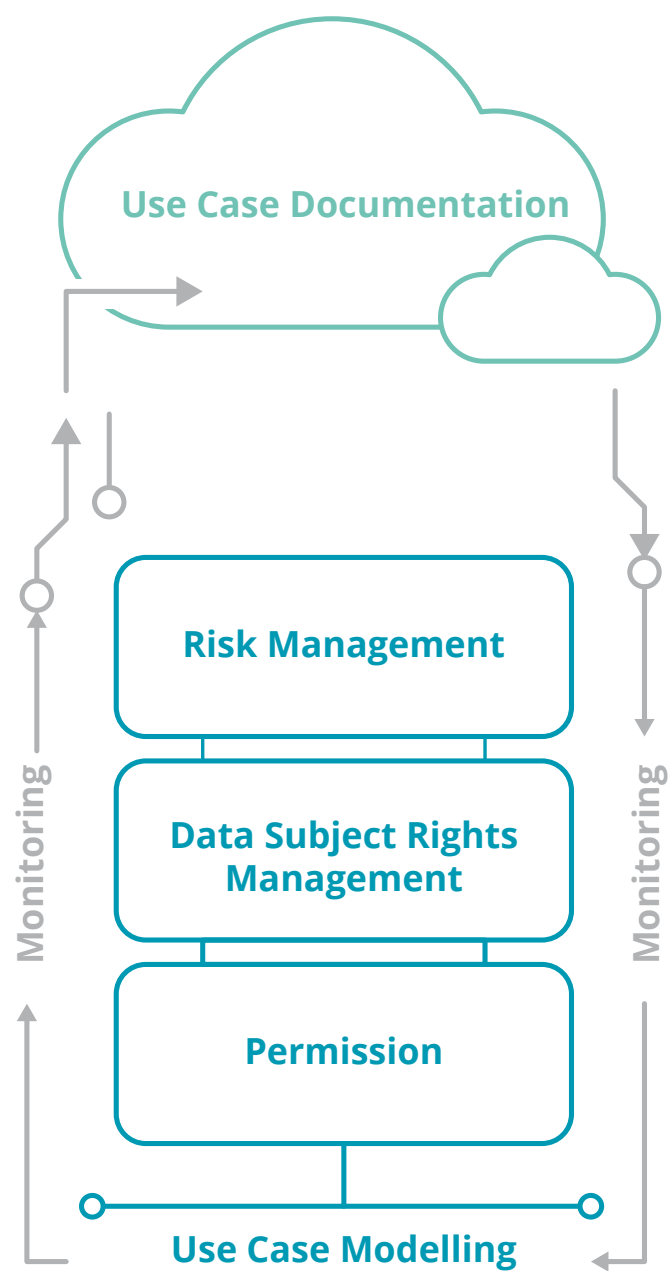 Use Case Documentation
Risk Management
Data Subject Rights
Management
Monitoring
Monitoring
Permission
Use Case Modelling